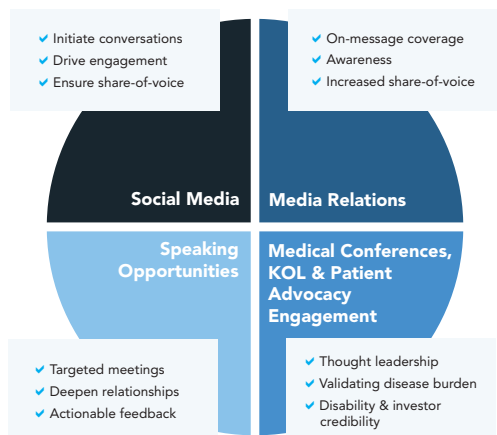 Initiate conversations
Drive engagement
Ensure share-of-voice
On-message coverage
Awareness
Increased share-of-voice
Social Media
Media Relations
Speaking
Opportunities
Medical Conferences,
KOL & Patient
Advocacy
Engagement
Targeted meetings
Deepen relationships
Actionable feedback
Thought leadership
Validating disease burden
Disability & investor
credibility